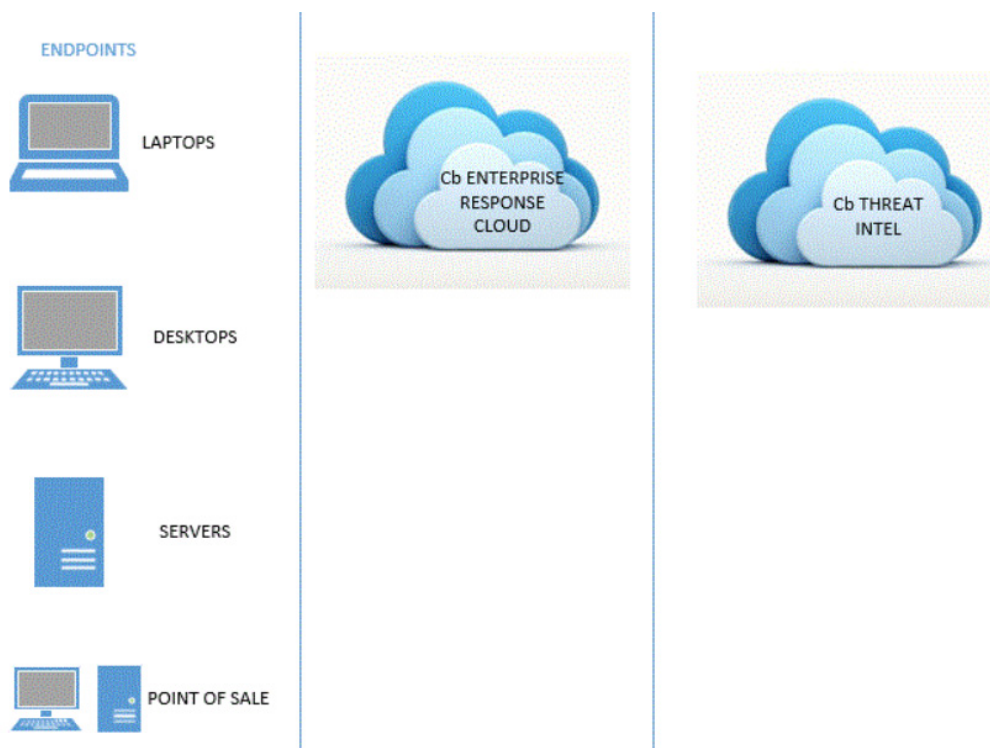 ENDPOINTS
LAPTOPS
DESKTOPS
SERVERS
POINT OF SALE
Cb ENTERPRISE
RESPONSE
CLOUD
Cb THREAT
INTEL